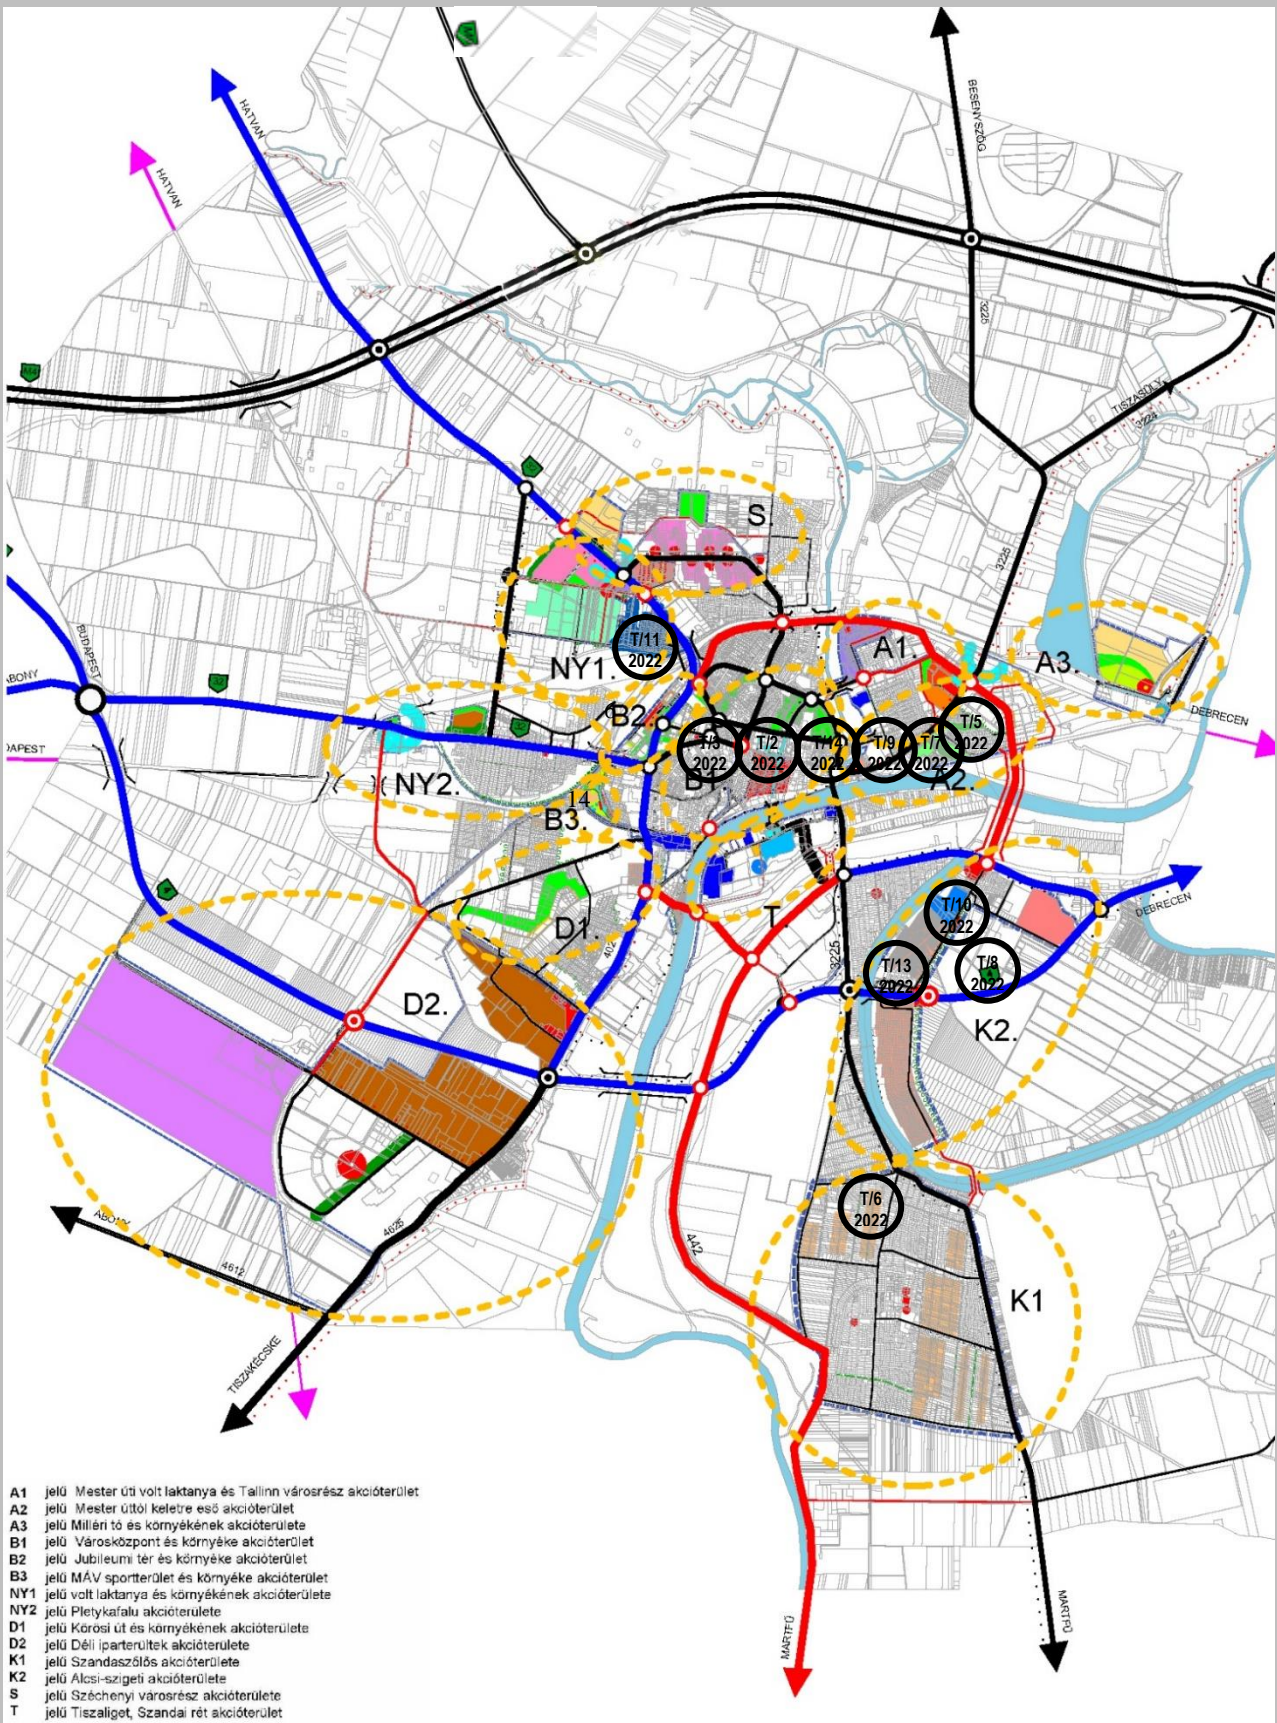 HATVAN
HATVAN
BESENYSZÖG
3225
TISZASÜLY
3224
M44
S.
3225
T/11
2022
NY1.
A1.
A3.
BUDAPEST
ABONY
32
B2.
T/3
2022
T/2
2022
T/14
2022
T/9
2022
T/7
2022
T/5
2022
DEBRECEN
DAPEST
NY2.
B1.
A2.
14
B3.
D1.
402
T
3225
T/10
2022
DEBRECEN
T/13
2022
T/8
2022
D2.
K2.
T/6
2022
ABONY
4612
4625
442
K1
TISZAKÉCSKE
MARTFŰ
MARTFŰ
A1 jelű Mester úti volt laktanya és Tallinn városrész akcióterület
A2 jelű Mester úttól keletre eső akcióterület
A3 jelű Milléri tó és környékének akcióterülete
B1 jelű Városközpont és környéke akcióterület
B2 jelű Jubileumi tér és környéke akcióterület
B3 jelű MÁV sportterület és környéke akcióterület
NY1 jelű volt laktanya és környékének akcióterülete
NY2 jelű Pletykafalu akcióterülete
D1 jelű Kőrösi út és környékének akcióterülete
D2 jelű Déli iparterültek akcióterülete
K1 jelű Szandaszőlős akcióterülete
K2 jelű Alcsi-szigeti akcióterülete
S jelű Széchenyi városrész akcióterülete
T jelű Tiszaliget, Szandai rét akcióterület